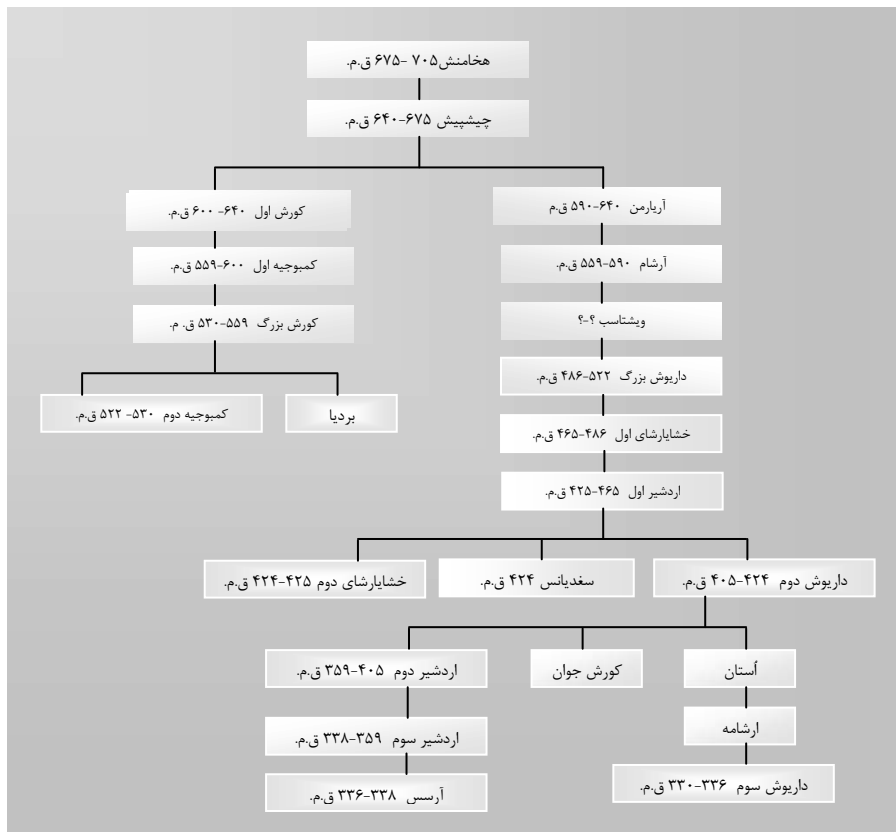 هخامنش ۷۰۵ -۶۷۵ ق.م.
چیشپیش ۶۷۵-۶۴۰ ق.م.
آریارمن ۶۴۰-۵۹۰ ق.م
کورش اول ۶۴۰- ۶۰۰ ق.م.
آرشام ۵۹۰-۵۵۹ ق.م.
کمبوجیه اول ۶۰۰-۵۵۹ ق.م.
ویشتاسب ؟-؟
کورش بزرگ ۵۵۹-۵۳۰ ق. م.
داریوش بزرگ ۵۲۲-۴۸۶ ق.م.
بردیا
کمبوجیه دوم ۵۳۰- ۵۲۲ ق.م.
خشایارشای اول ۴۸۶-۴۶۵ ق.م.
اردشیر اول ۴۶۵-۴۲۵ ق.م.
داریوش دوم ۴۲۴-۴۰۵ ق.م.
سغدیانس ۴۲۴ ق.م.
خشایارشای دوم ۴۲۵-۴۲۴ ق.م.
اُستان
کورش جوان
اردشیر دوم ۴۰۵-۳۵۹ ق.م.
ارشامه
اردشیر سوم ۳۵۹-۳۳۸ ق.م.
داریوش سوم ۳۳۶-۳۳۰ ق.م.
آرسس ۳۳۸-۳۳۶ ق.م.